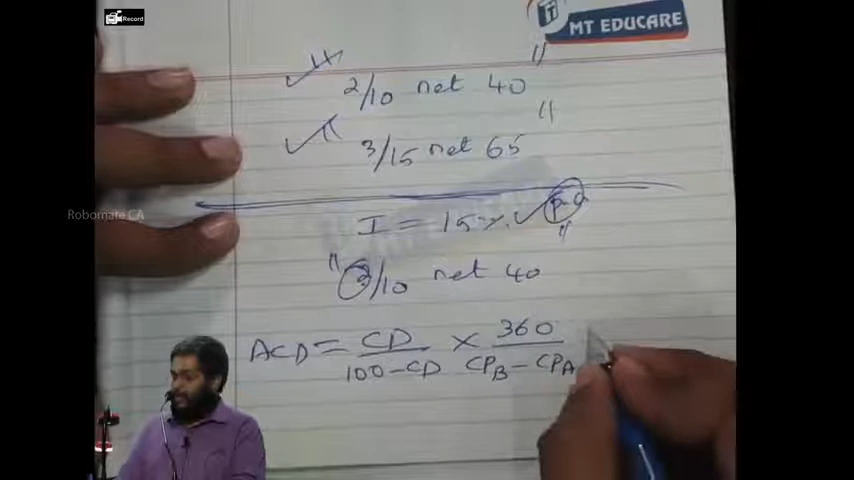 Record
MT EDUCARE
2/10 net 40
3/15 net 65
Robomate CA
I = 15% p.a
/10 net 40
ACD = CD / 100 - CD × 360 / CPB - CPA